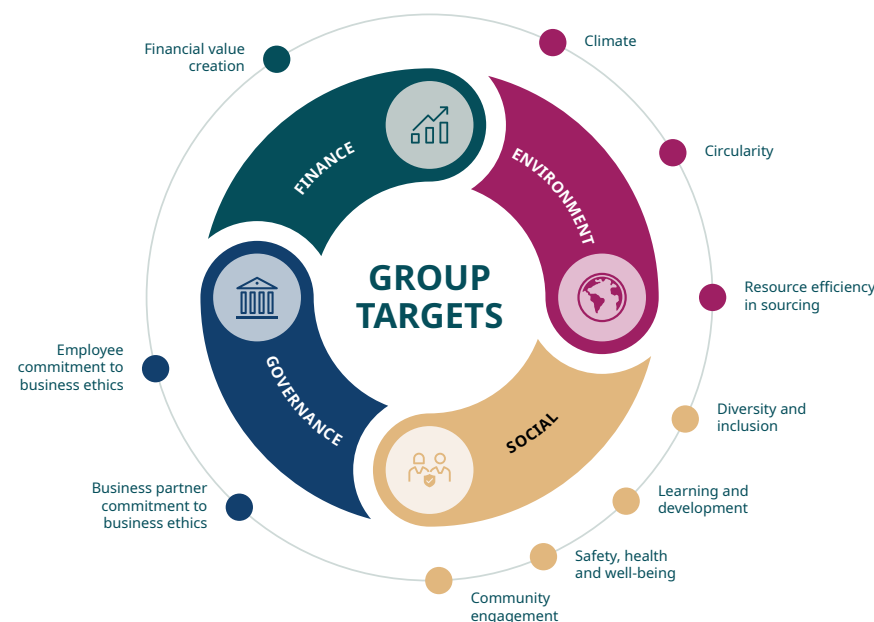 Financial value
creation
Climate
Circularity
FINANCE
ENVIRONMENT
GROUP
TARGETS
Resource efficiency
in sourcing
Employee
commitment to
business ethics
GOVERNANCE
SOCIAL
Diversity and
inclusion
Business partner
commitment to
business ethics
Learning and
development
Safety, health
and well-being
Community
engagement